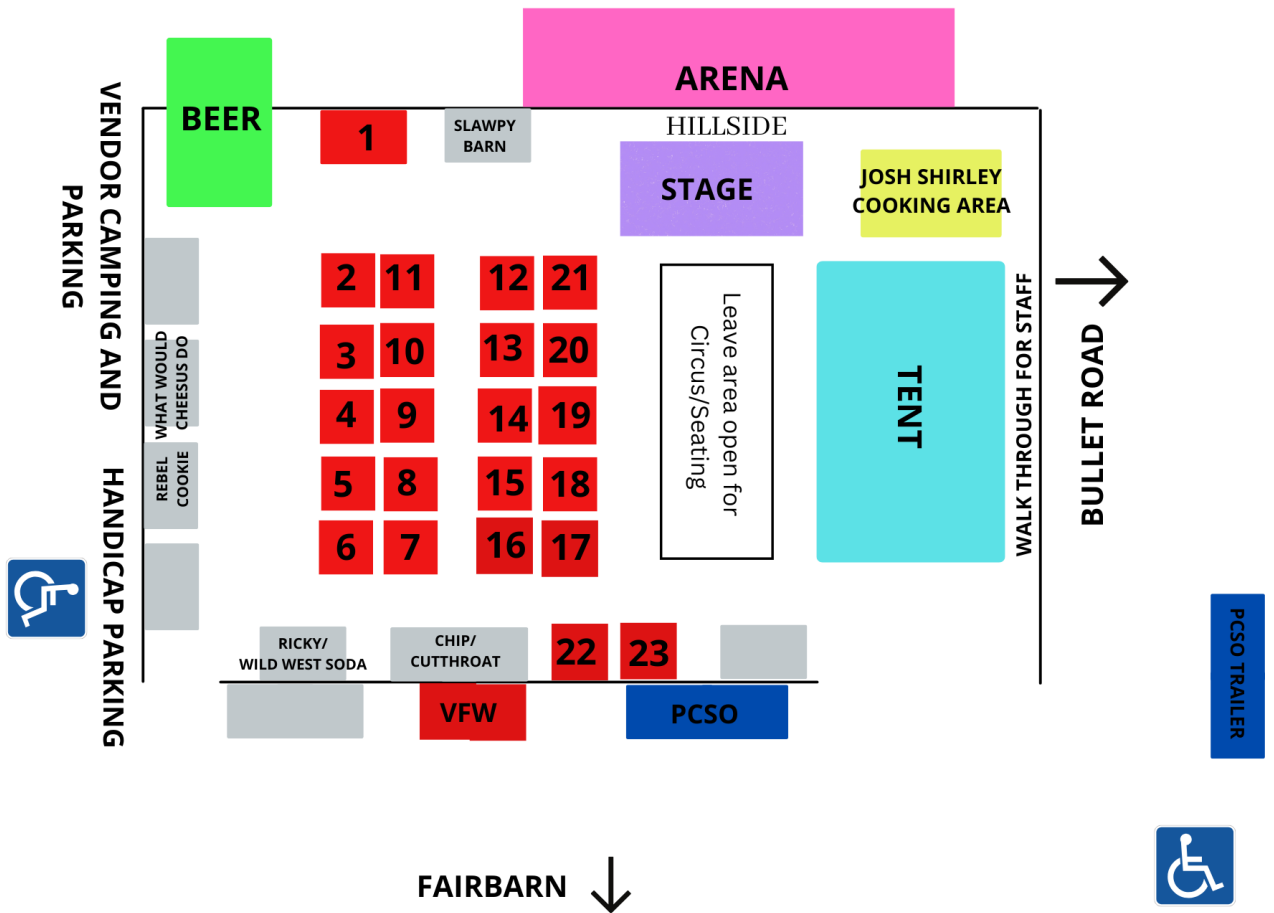 ARENA
BEER
HILLSIDE
1
SLAWPY
BARN
STAGE
JOSH SHIRLEY
COOKING AREA
VENDOR CAMPING AND
PARKING
2
11
12
21
3
10
13
20
4
9
14
19
5
8
15
18
6
7
16
17
Leave area open for
Circus/Seating
TENT
WALK THROUGH FOR STAFF
BULLET ROAD
WHAT WOULD
CHEESUS DO
REBEL
COOKIE
HANDICAP PARKING
RICKY/
WILD WEST SODA
CHIP/
CUTTHROAT
22
23
VFW
PCSO
PCSO TRAILER
FAIRBARN